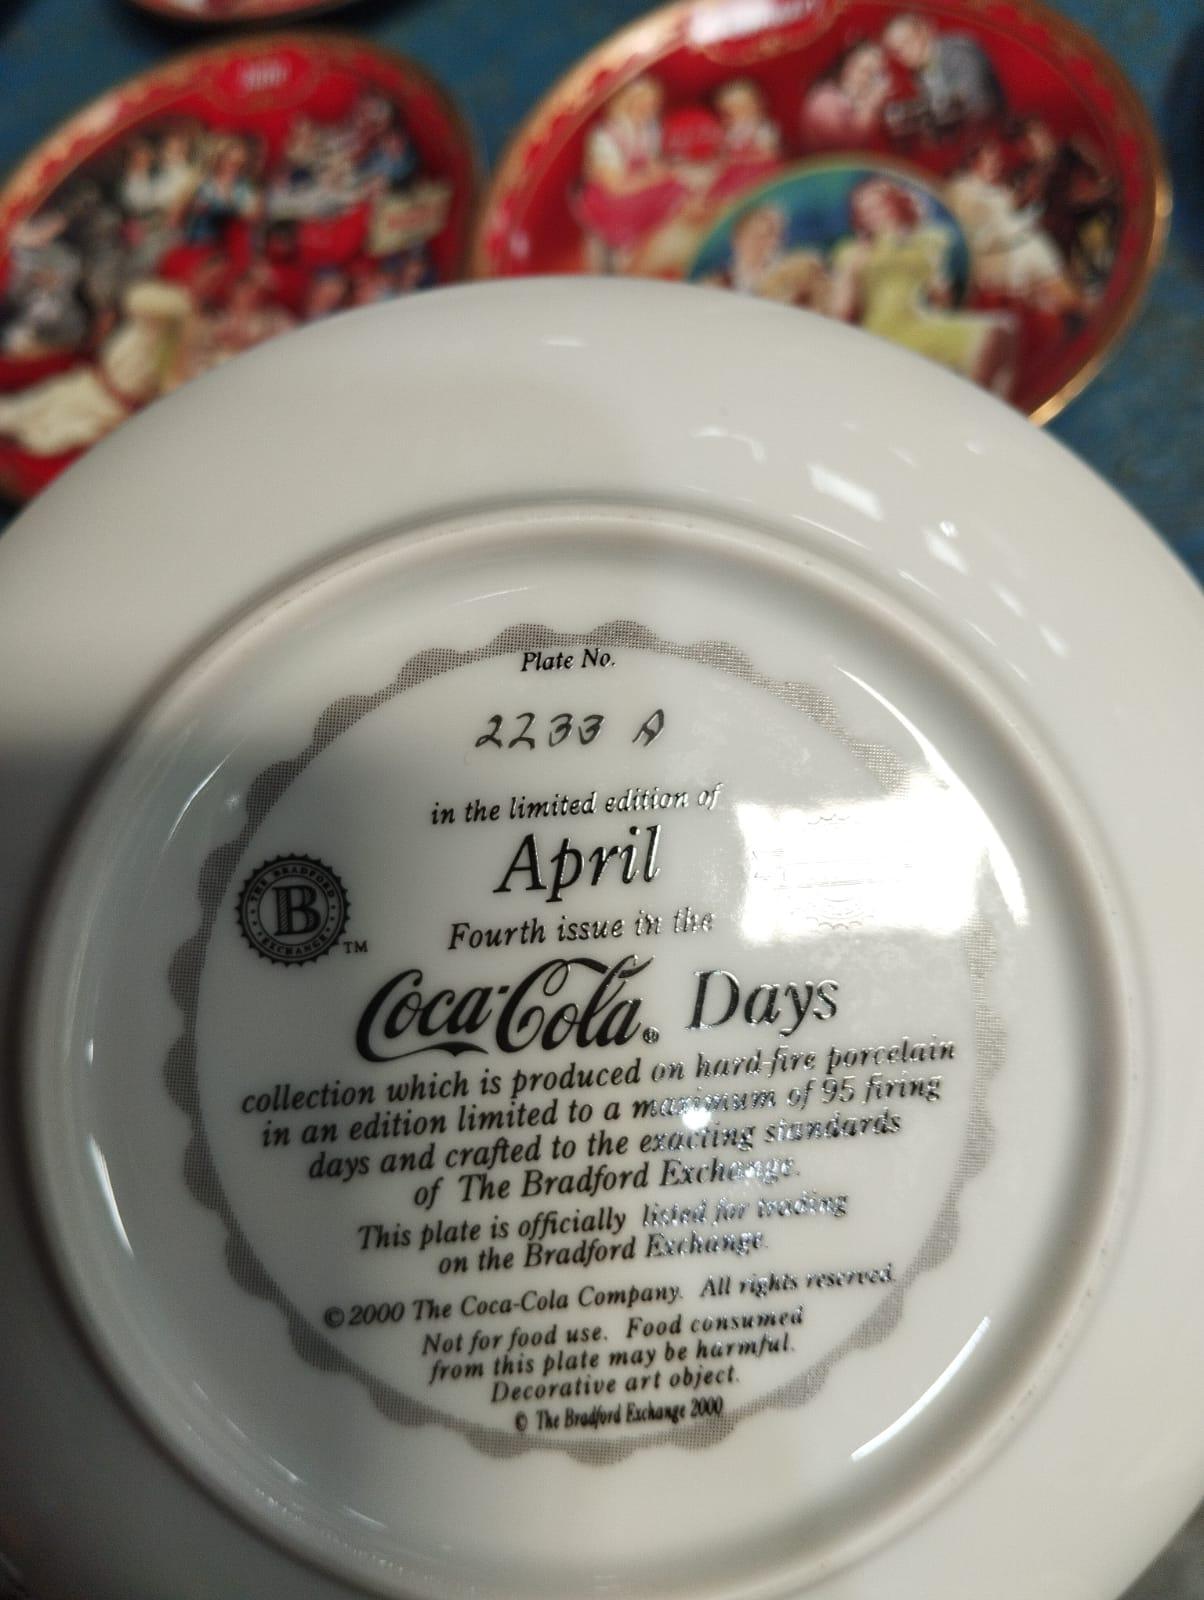 Plate No.
2233 A
in the limited edition of
April
Fourth issue in the
Coca-Cola® Days
collection which is produced on hard-fire porcelain
in an edition limited to a maximum of 95 firing
days and crafted to the exacting standards
of The Bradford Exchange.
This plate is officially listed for trading
on the Bradford Exchange.
©2000 The Coca-Cola Company. All rights reserved.
Not for food use. Food consumed
from this plate may be harmful.
Decorative art object.
© The Bradford Exchange 2000
THE BRADFORD
B
EXCHANGE
TM